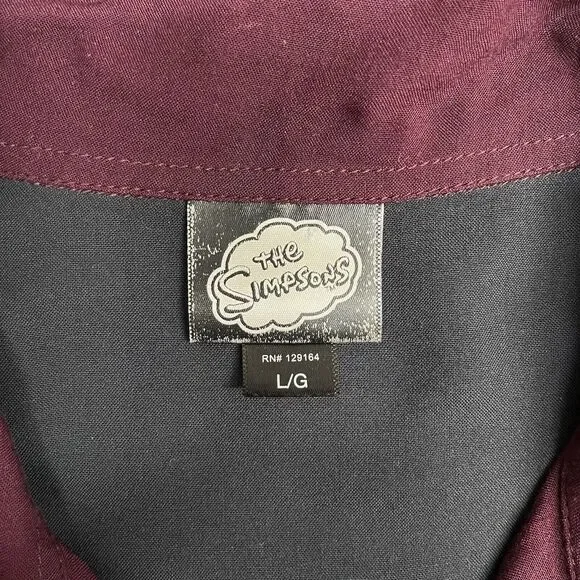 THE
SIMPSONS
RN# 129164
L/G